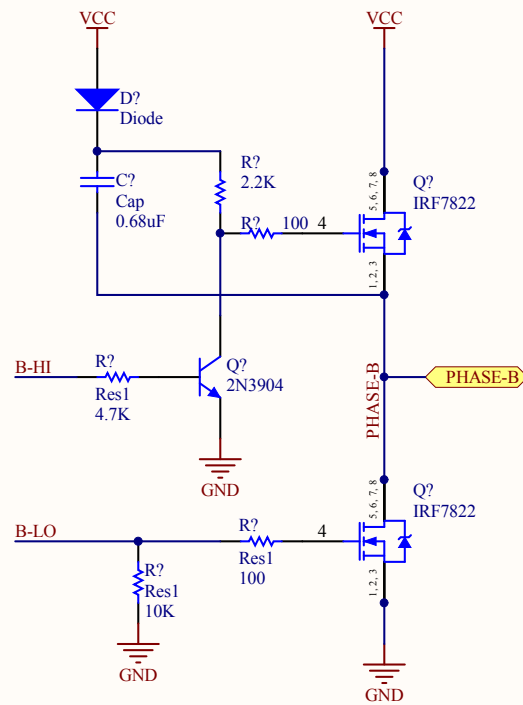 VCC
VCC
D?
Diode
C?
Cap
0.68uF
R?
2.2K
R?
100
4
5, 6, 7, 8
1, 2, 3
Q?
IRF7822
B-HI
R?
Res1
4.7K
Q?
2N3904
GND
PHASE-B
PHASE-B
B-LO
R?
Res1
10K
GND
R?
Res1
100
4
5, 6, 7, 8
1, 2, 3
Q?
IRF7822
GND